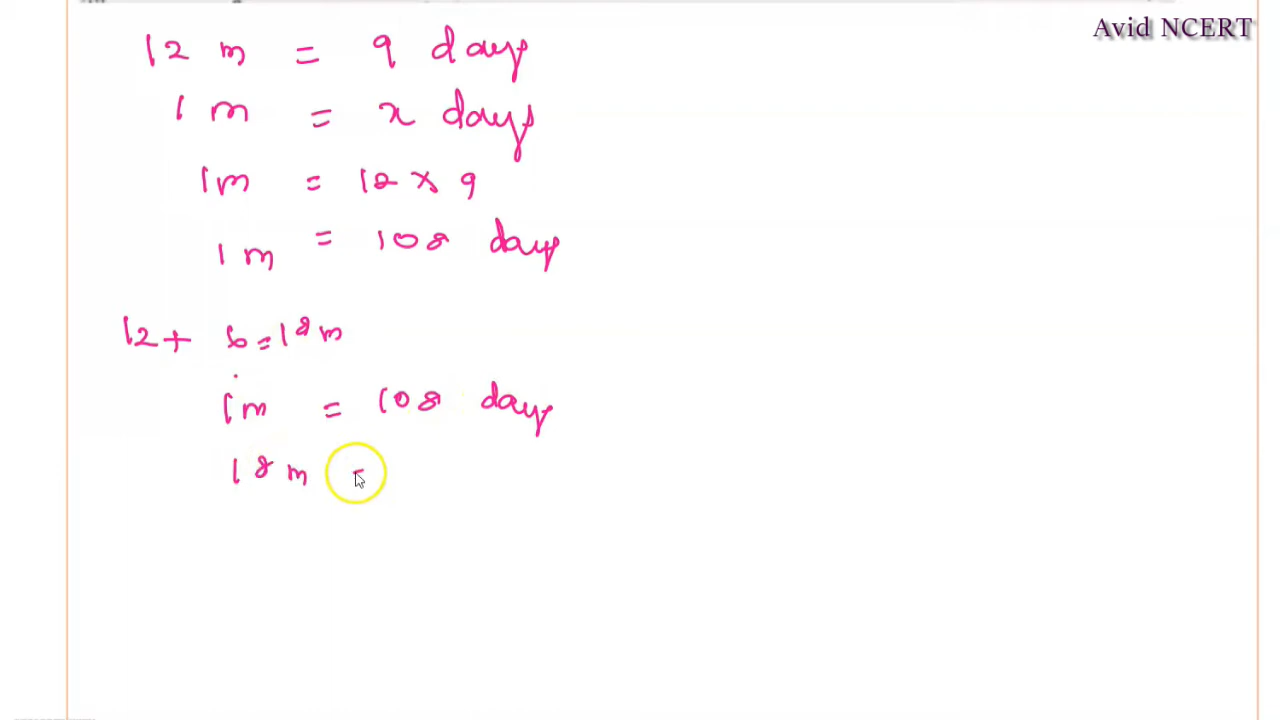 Avid NCERT
12 m = 9 days
1 m = x days
1m = 12 x 9
1 m = 108 days
12 + 6 = 18 m
1m = 108 days
18 m =